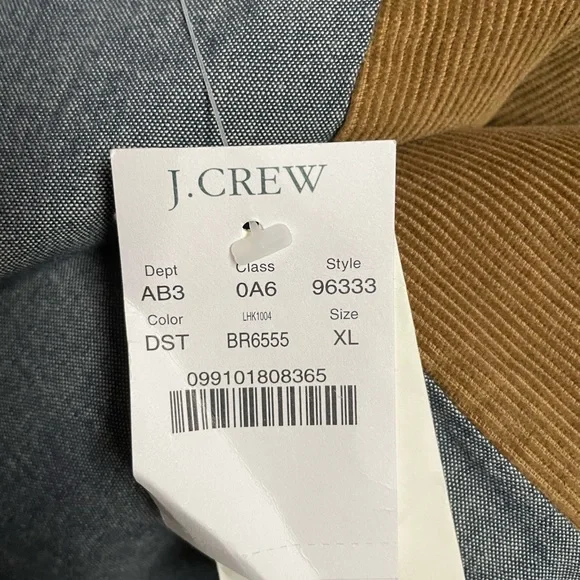 J.CREW
Dept Class Style
AB3 0A6 96333
Color LHK1004 Size
DST BR6555 XL
099101808365